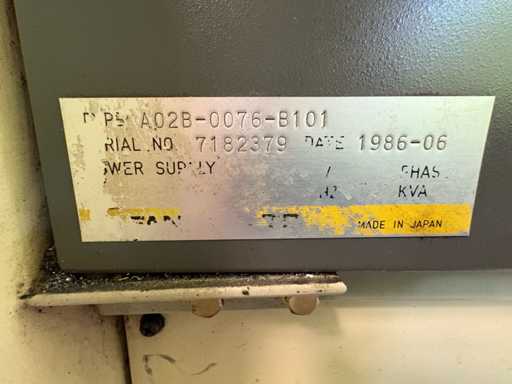 A02B-0076-B101
RIAL NO 7182379 DATE 1986-06
WER SUPPLY PHAS
KVA
MADE IN JAPAN